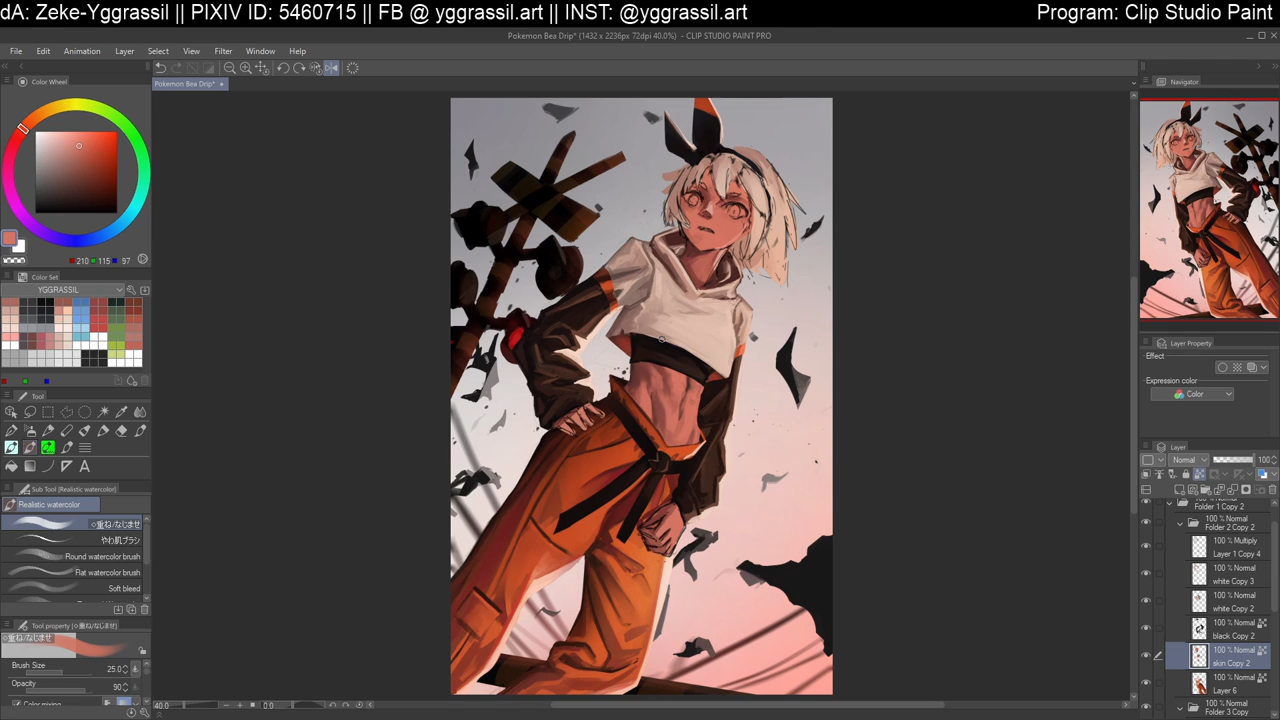 dA: Zeke-Yggrassil || PIXIV ID: 5460715 || FB @ yggrassil.art || INST: @yggrassil.art
Program: Clip Studio Paint
Pokemon Bea Drip* (1432 x 2236px 72dpi 40.0%) - CLIP STUDIO PAINT PRO
File Edit Animation Layer Select View Filter Window Help
Pokemon Bea Drip*
Color Wheel
210 115 97
Color Set
YGGRASSIL
Tool
Sub Tool [Realistic watercolor]
Realistic watercolor
◇重ね/なじませ
やわ肌ブラシ
Round watercolor brush
Flat watercolor brush
Soft bleed
Tool property [◇重ね/なじませ]
◇重ね/なじませ
Brush Size 25.0
Opacity 90
Color mixing
40.0
0.0
Navigator
Layer Property
Effect
Expression color
Color
Layer
Normal 100
Folder 1 Copy 2
100 % Normal
Folder 2 Copy 2
100 % Multiply
Layer 1 Copy 4
100 % Normal
white Copy 3
100 % Normal
white Copy 2
100 % Normal
black Copy 2
100 % Normal
skin Copy 2
100 % Normal
Layer 6
100 % Normal
Folder 3 Copy